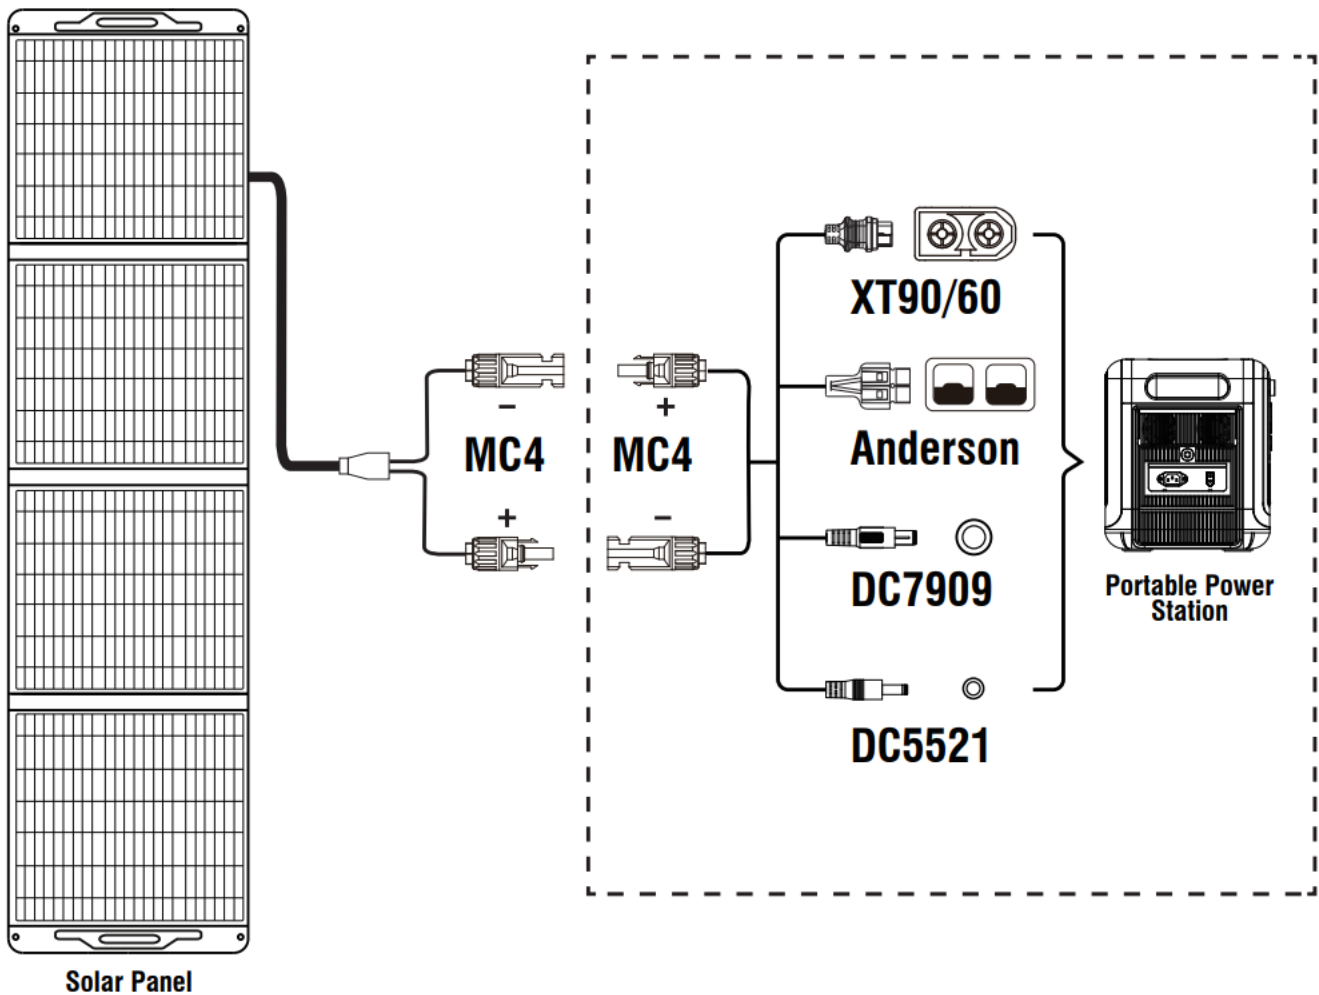 XT90/60
−
+
MC4
MC4
Anderson
+
−
DC7909
Portable Power
Station
DC5521
Solar Panel